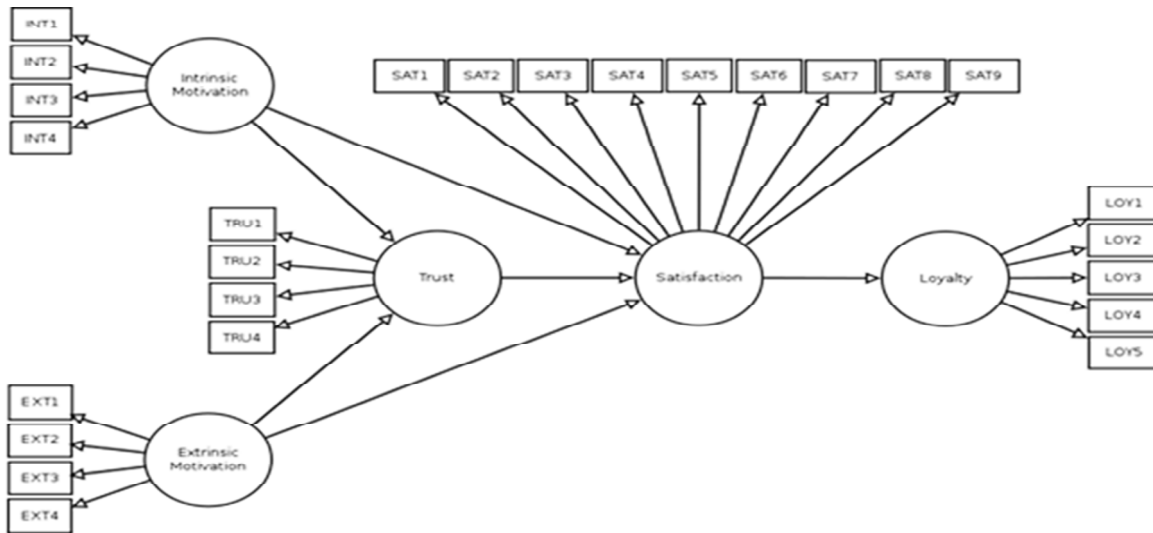 INT1
INT2
INT3
INT4
Intrinsic
Motivation
SAT1
SAT2
SAT3
SAT4
SAT5
SAT6
SAT7
SAT8
SAT9
TRU1
TRU2
TRU3
TRU4
Trust
Satisfaction
Loyalty
LOY1
LOY2
LOY3
LOY4
LOY5
EXT1
EXT2
EXT3
EXT4
Extrinsic
Motivation